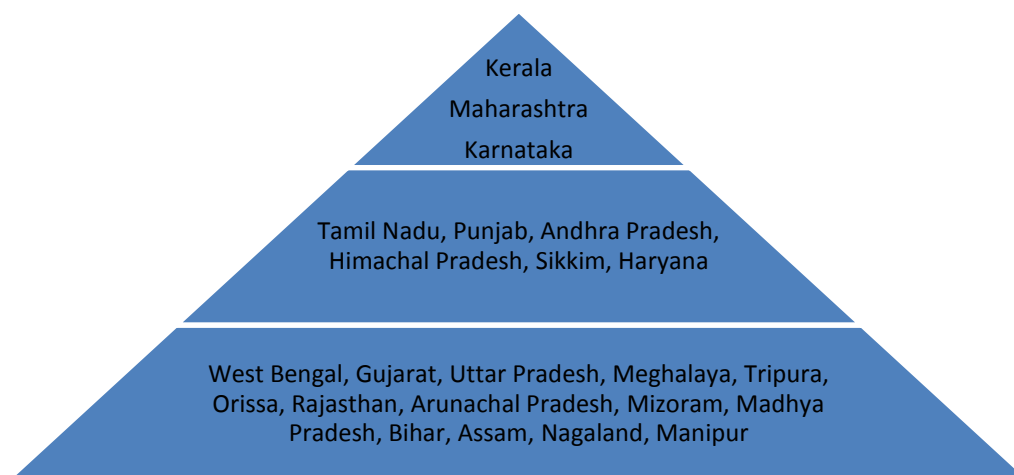 Kerala
Maharashtra
Karnataka
Tamil Nadu, Punjab, Andhra Pradesh,
Himachal Pradesh, Sikkim, Haryana
West Bengal, Gujarat, Uttar Pradesh, Meghalaya, Tripura,
Orissa, Rajasthan, Arunachal Pradesh, Mizoram, Madhya
Pradesh, Bihar, Assam, Nagaland, Manipur